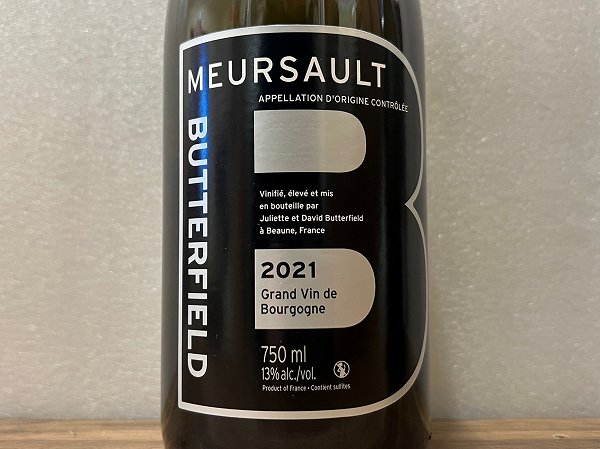 MEURSAULT
APPELLATION D'ORIGINE CONTRÔLÉE
BUTTERFIELD
Vinifié, élevé et mis
en bouteille par
Juliette et David Butterfield
à Beaune, France
2021
Grand Vin de
Bourgogne
750 ml
13% alc./vol.
Product of France • Contient sulfites